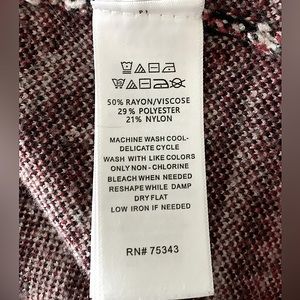 50% RAYON/VISCOSE
29% POLYESTER
21% NYLON
MACHINE WASH COOL-
DELICATE CYCLE
WASH WITH LIKE COLORS
ONLY NON- CHLORINE
BLEACH WHEN NEEDED
RESHAPE WHILE DAMP
DRY FLAT
LOW IRON IF NEEDED
RN# 75343